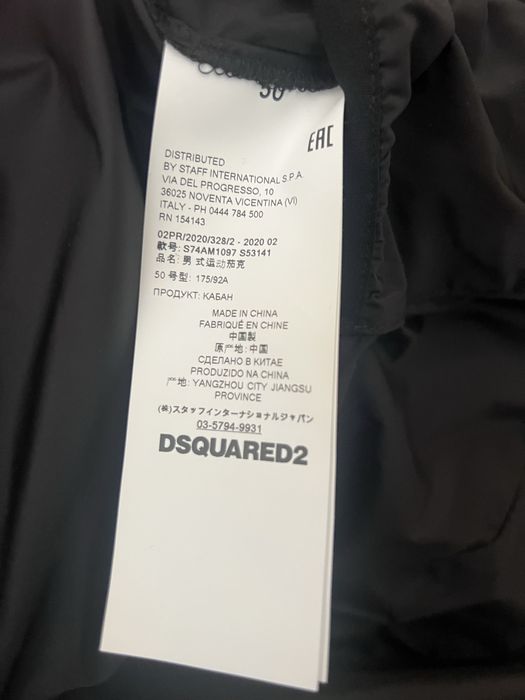 50
EAC
DISTRIBUTED
BY STAFF INTERNATIONAL S.P.A.
VIA DEL PROGRESSO, 10
36025 NOVENTA VICENTINA (VI)
ITALY - PH 0444 784 500
RN 154143
02PR/2020/328/2 - 2020 02
款号: S74AM1097 S53141
品名: 男 式运动茄克
50 号型: 175/92A
ПРОДУКТ: КАБАН
MADE IN CHINA
FABRIQUÉ EN CHINE
中国製
原产地: 中国
СДЕЛАНО В КИТАЕ
PRODUZIDO NA CHINA
产地: YANGZHOU CITY JIANGSU
PROVINCE
(株)スタッフインターナショナルジャパン
03-5794-9931
DSQUARED2